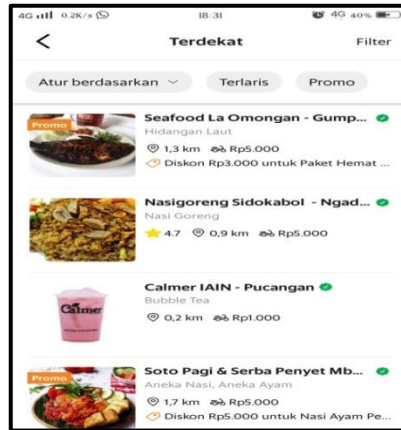 4G 0.2K/s 18:31 4G 40%
Terdekat Filter
Atur berdasarkan Terlaris Promo
Promo
Seafood La Omongan - Gump...
Hidangan Laut
1,3 km Rp5.000
Diskon Rp3.000 untuk Paket Hemat ...
Nasigoreng Sidokabol - Ngad...
Nasi Goreng
4.7 0,9 km Rp5.000
Calmer
Calmer IAIN - Pucangan
Bubble Tea
0,2 km Rp1.000
Promo
Soto Pagi & Serba Penyet Mb...
Aneka Nasi, Aneka Ayam
1,7 km Rp5.000
Diskon Rp5.000 untuk Nasi Ayam Pe...